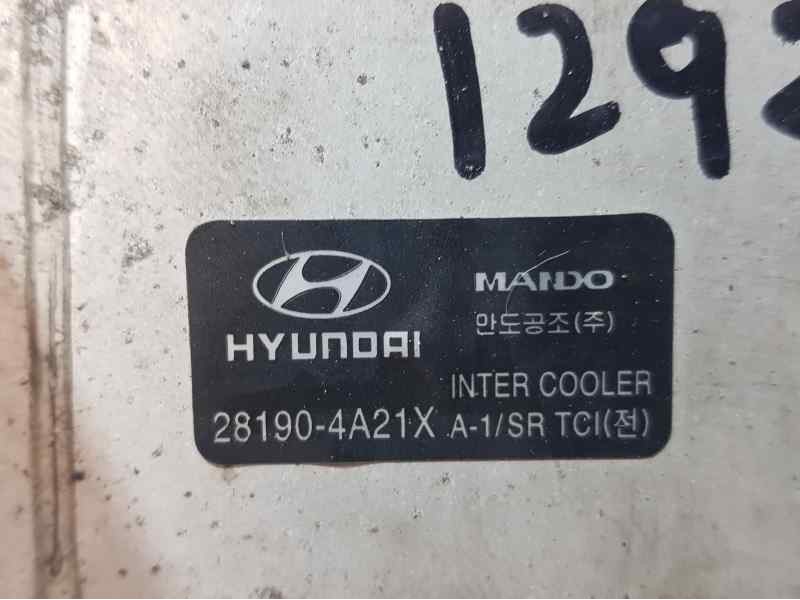 129
HYUNDAI
MANDO
만도공조(주)
INTER COOLER
28190-4A21X A-1/SR TCI(전)